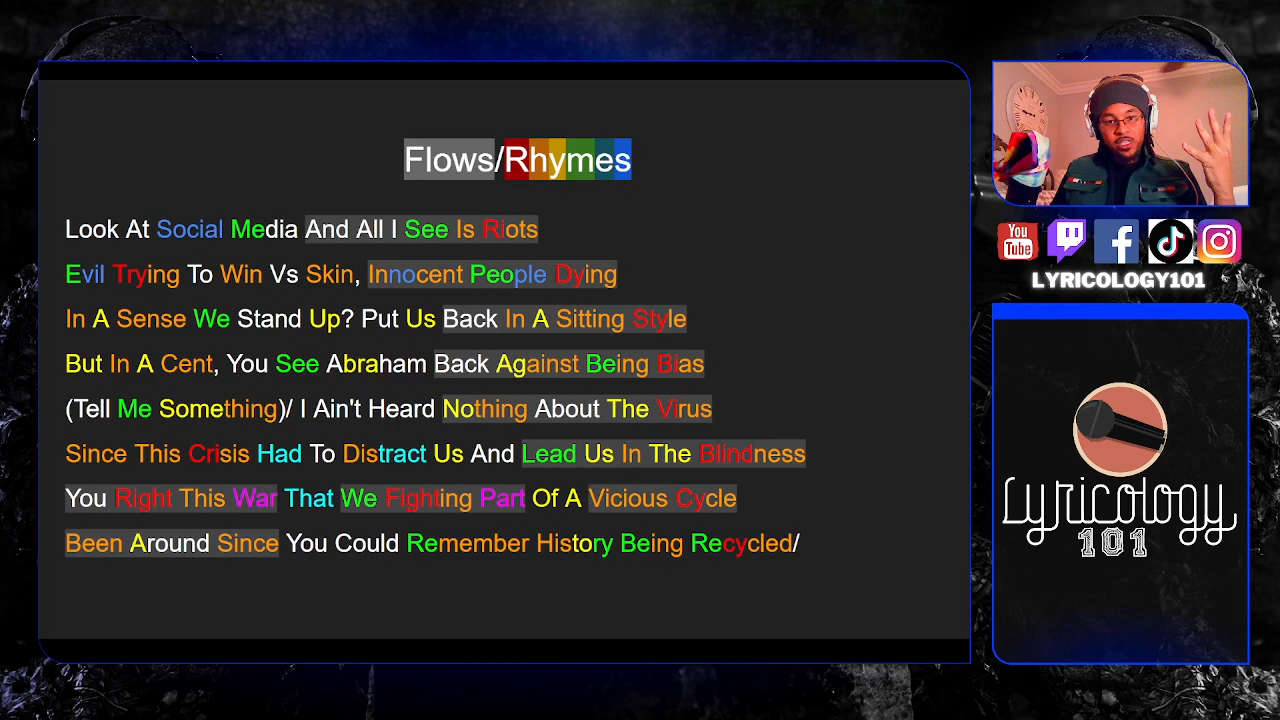 Flows/Rhymes
Look At Social Media And All I See Is Riots
Evil Trying To Win Vs Skin, Innocent People Dying
In A Sense We Stand Up? Put Us Back In A Sitting Style
But In A Cent, You See Abraham Back Against Being Bias
(Tell Me Something)/ I Ain't Heard Nothing About The Virus
Since This Crisis Had To Distract Us And Lead Us In The Blindness
You Right This War That We Fighting Part Of A Vicious Cycle
Been Around Since You Could Remember History Being Recycled/
You
Tube
LYRICOLOGY101
Lyricology
101